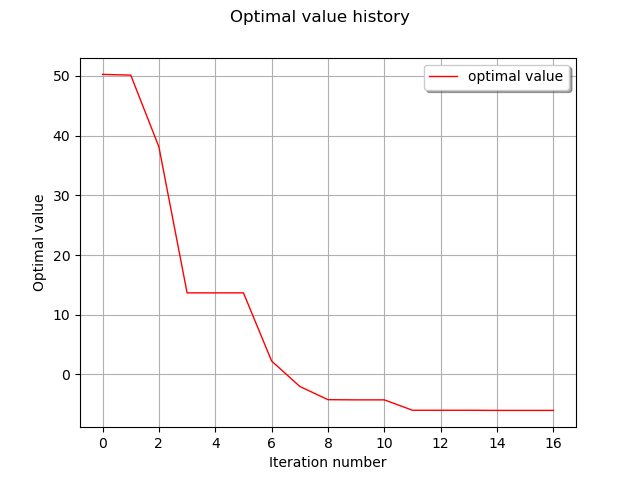 Optimal value history
optimal value
Optimal value
50
40
30
20
10
0
0 2 4 6 8 10 12 14 16
Iteration number